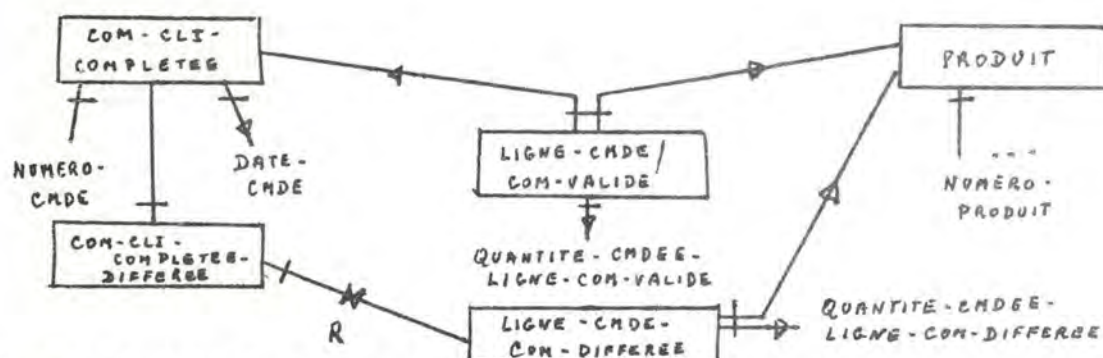 COM-CLI-
COMPLETEE
PRODUIT
LIGNE-CMDE/
COM-VALIDE
NUMERO-
CMDE
DATE-
CMDE
NUMERO-
PRODUIT
COM-CLI-
COMPLETEE-
DIFFEREE
QUANTITE-CMDEE-
LIGNE-COM-VALIDE
R
LIGNE-CMDE-
COM-DIFFEREE
QUANTITE-CMDEE-
LIGNE-COM-DIFFEREE